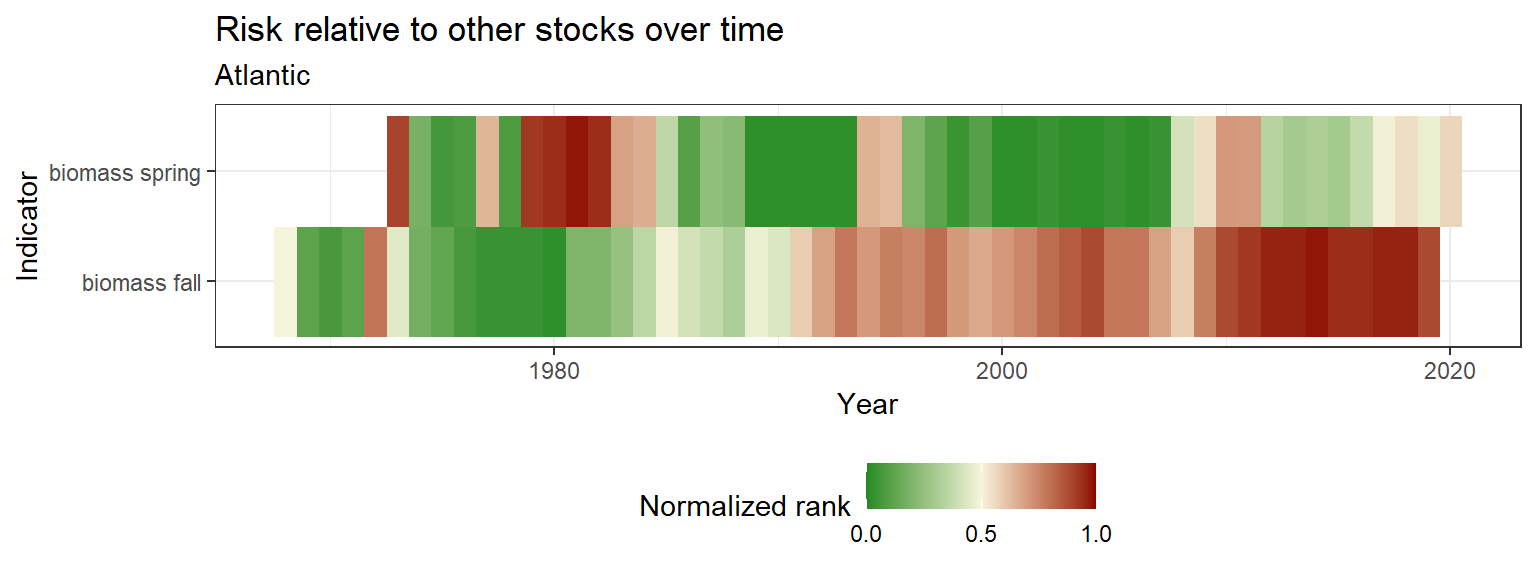 Risk relative to other stocks over time
Atlantic
Indicator
biomass spring
biomass fall
1980 2000 2020
Year
Normalized rank
0.0 0.5 1.0